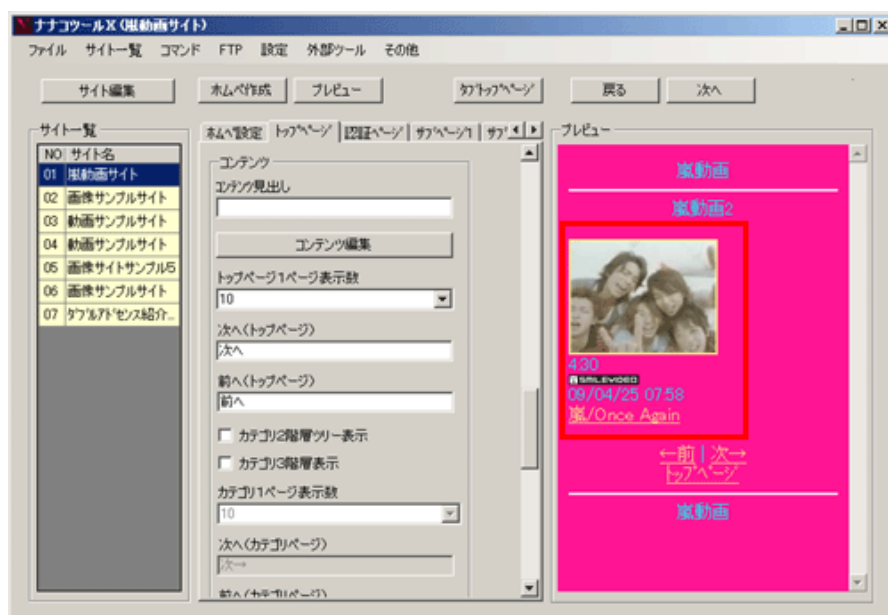 ナナコツールX (嵐動画サイト)
ファイル サイト一覧 コマンド FTP 設定 外部ツール その他
サイト編集 ホムペ作成 プレビュー タブトップページ 戻る 次へ
サイト一覧
NO サイト名
01 嵐動画サイト
02 画像サンプルサイト
03 動画サンプルサイト
04 動画サンプルサイト
05 画像サイトサンプル5
06 画像サンプルサイト
07 ダブルアドセンス紹介...
ホムペ設定 トップページ 認証ページ サブページ1 サブ
コンテンツ
コンテンツ見出し
コンテンツ編集
トップページ1ページ表示数
10
次へ(トップページ)
次へ
前へ(トップページ)
前へ
カテゴリ2階層ツリー表示
カテゴリ3階層表示
カテゴリ1ページ表示数
10
次へ(カテゴリページ)
次→
前へ(カテゴリページ)
プレビュー
嵐動画
嵐動画2
4:30
SMILEVIDEO
09/04/25 07:58
嵐/Once Again
←前 | 次→
トップページ
嵐動画